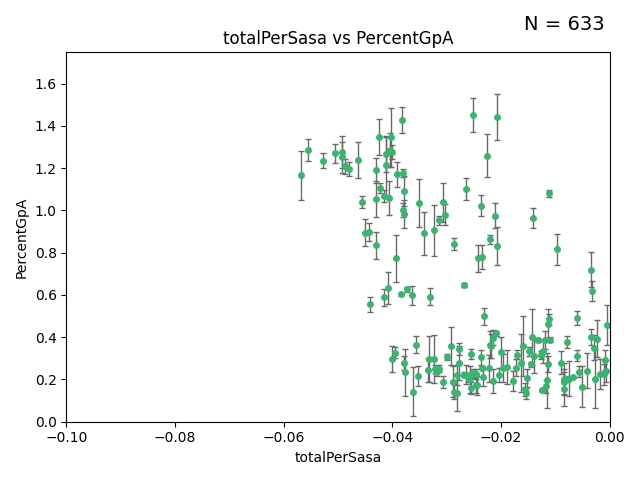 N = 633
totalPerSasa vs PercentGpA
PercentGpA
1.6
1.4
1.2
1.0
0.8
0.6
0.4
0.2
0.0
−0.10 −0.08 −0.06 −0.04 −0.02 0.00
totalPerSasa